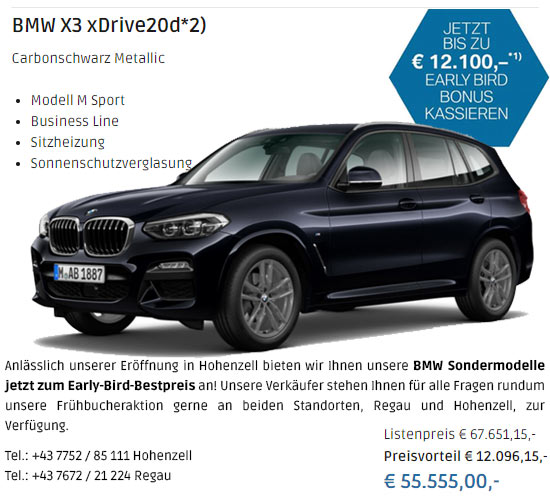 BMW X3 xDrive20d*2)
Carbonschwarz Metallic
JETZT
BIS ZU
€ 12.100,–*1)
EARLY BIRD
BONUS
KASSIEREN
• Modell M Sport
• Business Line
• Sitzheizung
• Sonnenschutzverglasung
M AB 1887
Anlässlich unserer Eröffnung in Hohenzell bieten wir Ihnen unsere BMW Sondermodelle
jetzt zum Early-Bird-Bestpreis an! Unsere Verkäufer stehen Ihnen für alle Fragen rundum
unsere Frühbucheraktion gerne an beiden Standorten, Regau und Hohenzell, zur
Verfügung.
Listenpreis € 67.651,15,-
Tel.: +43 7752 / 85 111 Hohenzell
Preisvorteil € 12.096,15,-
Tel.: +43 7672 / 21 224 Regau
€ 55.555,00,-